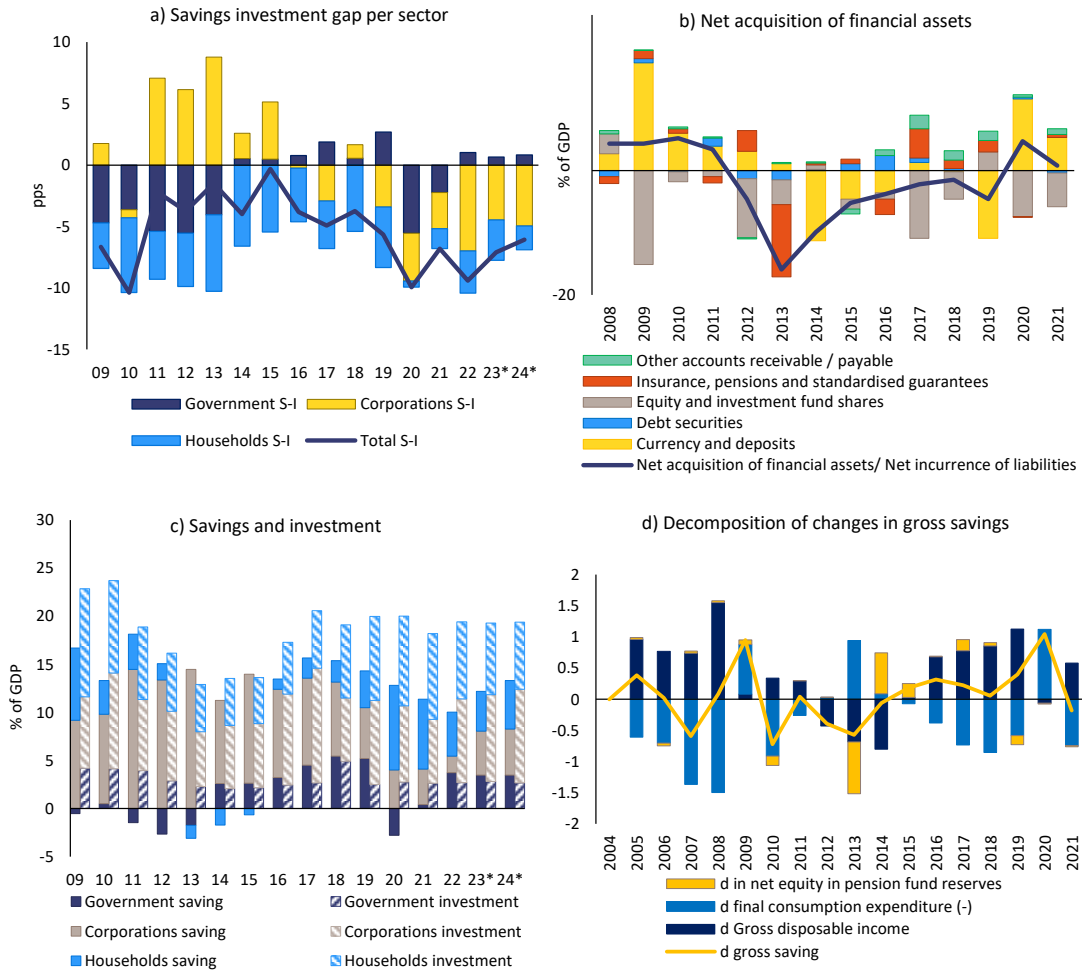 a) Savings investment gap per sector
10
5
0
-5
-10
-15
pps
09 10 11 12 13 14 15 16 17 18 19 20 21 22 23* 24*
Government S-I
Corporations S-I
Households S-I
Total S-I
b) Net acquisition of financial assets
% of GDP
-20
2008 2009 2010 2011 2012 2013 2014 2015 2016 2017 2018 2019 2020 2021
Other accounts receivable / payable
Insurance, pensions and standardised guarantees
Equity and investment fund shares
Debt securities
Currency and deposits
Net acquisition of financial assets/ Net incurrence of liabilities
c) Savings and investment
30
25
20
15
10
5
0
-5
% of GDP
09 10 11 12 13 14 15 16 17 18 19 20 21 22 23* 24*
Government saving
Government investment
Corporations saving
Corporations investment
Households saving
Households investment
d) Decomposition of changes in gross savings
2
1.5
1
0.5
0
-0.5
-1
-1.5
-2
2004 2005 2006 2007 2008 2009 2010 2011 2012 2013 2014 2015 2016 2017 2018 2019 2020 2021
d in net equity in pension fund reserves
d final consumption expenditure (-)
d Gross disposable income
d gross saving